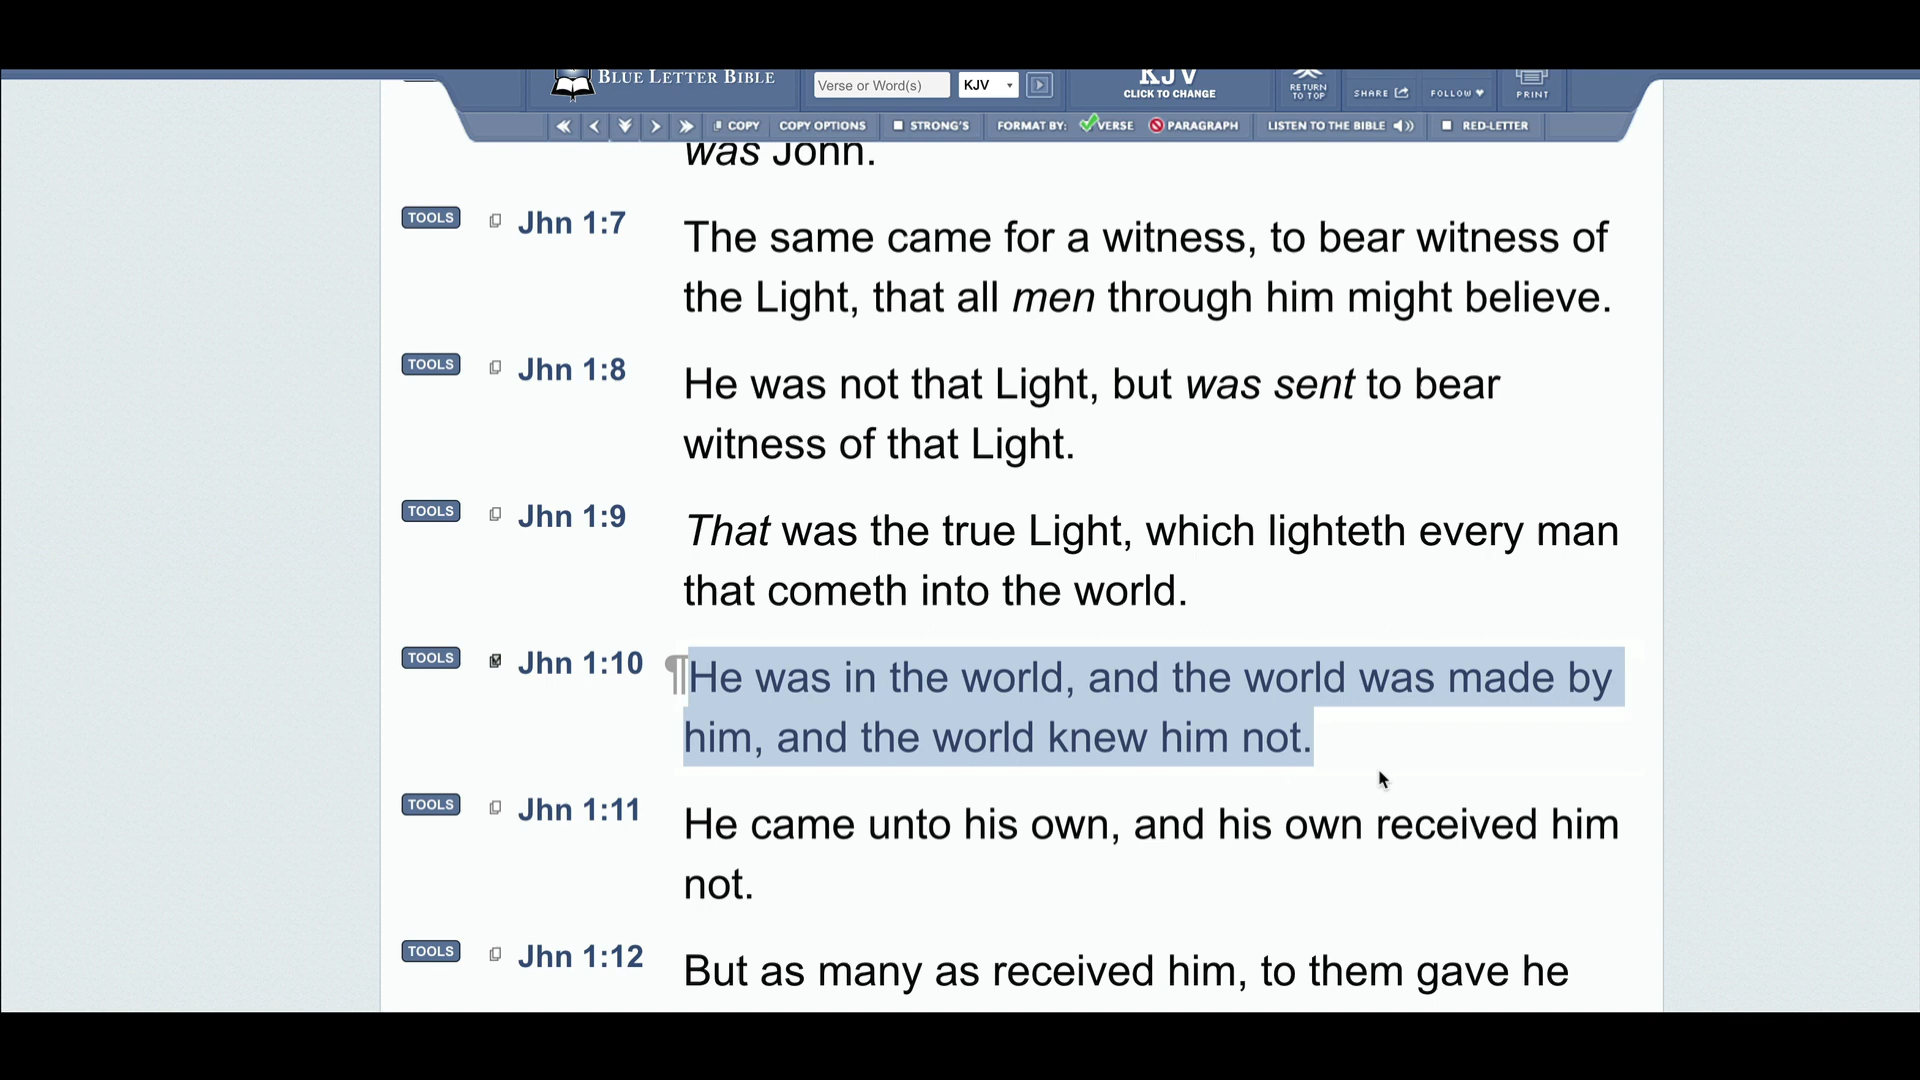 BLUE LETTER BIBLE
Verse or Word(s)
KJV
KJV
CLICK TO CHANGE
RETURN
TO TOP
SHARE
FOLLOW
PRINT
COPY
COPY OPTIONS
STRONG'S
FORMAT BY:
VERSE
PARAGRAPH
LISTEN TO THE BIBLE
RED-LETTER
was John.
TOOLS
Jhn 1:7
The same came for a witness, to bear witness of
the Light, that all men through him might believe.
TOOLS
Jhn 1:8
He was not that Light, but was sent to bear
witness of that Light.
TOOLS
Jhn 1:9
That was the true Light, which lighteth every man
that cometh into the world.
TOOLS
Jhn 1:10
¶He was in the world, and the world was made by
him, and the world knew him not.
TOOLS
Jhn 1:11
He came unto his own, and his own received him
not.
TOOLS
Jhn 1:12
But as many as received him, to them gave he